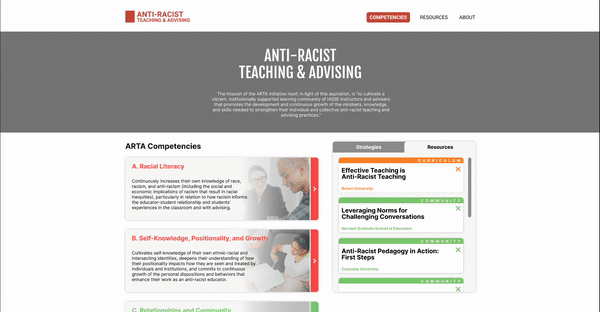 ANTI-RACIST
TEACHING & ADVISING
COMPETENCIES
RESOURCES
ABOUT
ANTI-RACIST
TEACHING & ADVISING
The mission of the ARTA initiative itself, in light of this aspiration, is "to cultivate a
vibrant, institutionally supported learning community of HGSE instructors and advisers
that promotes the development and continuous growth of the mindsets, knowledge,
and skills needed to strengthen their individual and collective anti-racist teaching and
advising practices."
ARTA Competencies
A. Racial Literacy
Continuously increases their own knowledge of race,
racism, and anti-racism (including the social and
economic implications of racism that result in racial
inequities), particularly in relation to how racism informs
the educator-student relationship and students'
experiences in the classroom and with advising.
B. Self-Knowledge, Positionality, and Growth
Cultivates self-knowledge of their own ethnic-racial and
intersecting identities, deepens their understanding of how
their positionality impacts how they are seen and treated by
individuals and institutions, and commits to continuous
growth of the personal dispositions and behaviors that
enhance their work as an anti-racist educator.
C. Relationships and Community
Strategies
Resources
CURRICULUM
Effective Teaching is
Anti-Racist Teaching
Brown University
COMMUNITY
Leveraging Norms for
Challenging Conversations
Harvard Graduate School of Education
COMMUNITY
Anti-Racist Pedagogy in Action:
First Steps
Columbia University
COMMUNITY